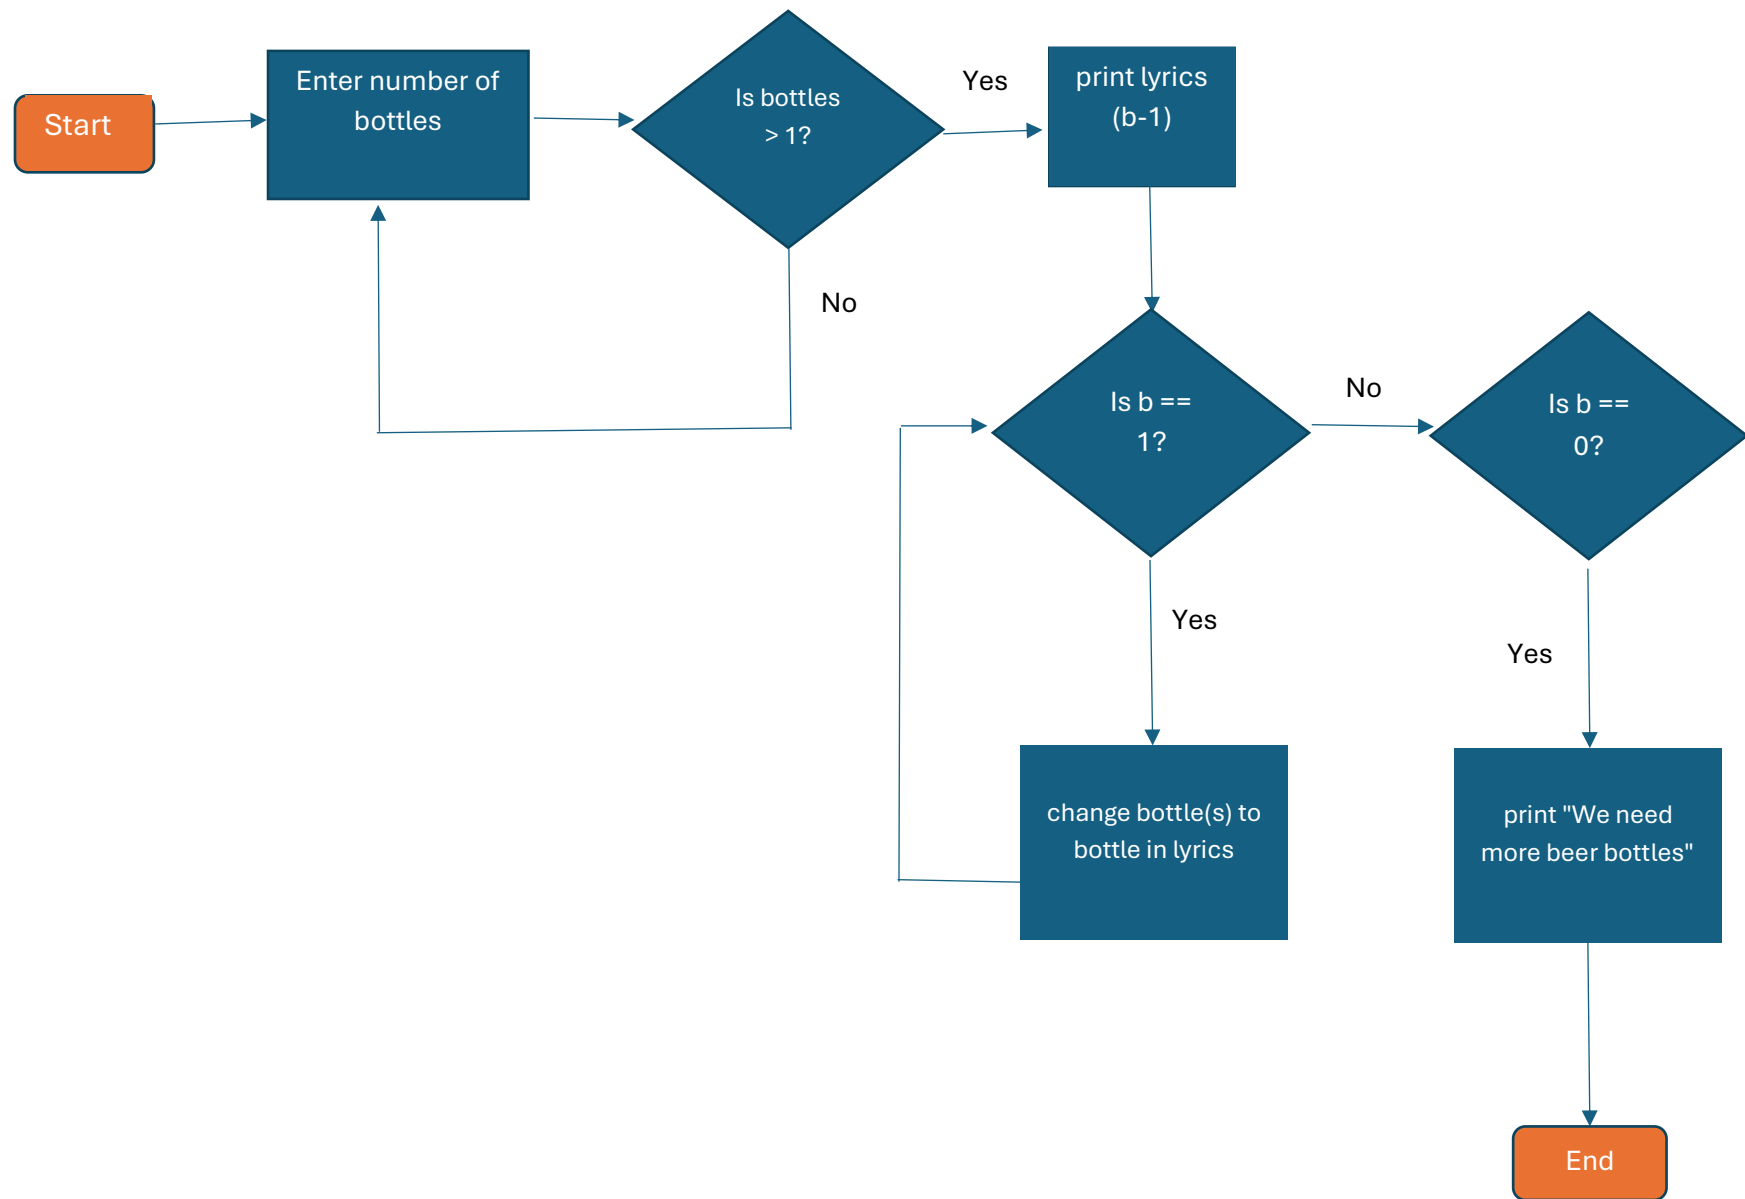 Start
Enter number of
bottles
Is bottles
> 1?
Yes
print lyrics
(b-1)
No
Is b ==
1?
No
Is b ==
0?
Yes
Yes
change bottle(s) to
bottle in lyrics
print "We need
more beer bottles"
End